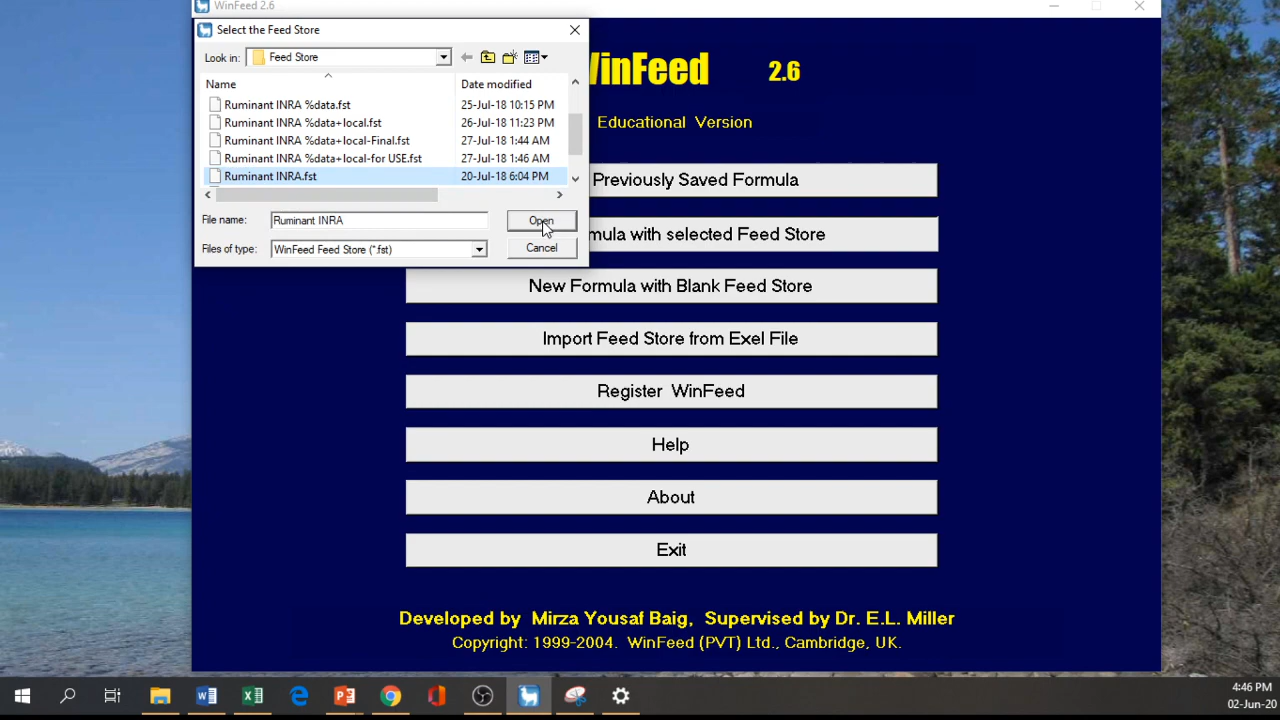 WinFeed 2.6
Select the Feed Store
Look in: Feed Store
Name Date modified
Ruminant INRA %data.fst 25-Jul-18 10:15 PM
Ruminant INRA %data+local.fst 26-Jul-18 11:23 PM
Ruminant INRA %data+local-Final.fst 27-Jul-18 1:44 AM
Ruminant INRA %data+local-for USE.fst 27-Jul-18 1:46 AM
Ruminant INRA.fst 20-Jul-18 6:04 PM
File name: Ruminant INRA Open
Files of type: WinFeed Feed Store (*.fst) Cancel
WinFeed 2.6
Educational Version
Previously Saved Formula
mula with selected Feed Store
New Formula with Blank Feed Store
Import Feed Store from Exel File
Register WinFeed
Help
About
Exit
Developed by Mirza Yousaf Baig, Supervised by Dr. E.L. Miller
Copyright: 1999-2004. WinFeed (PVT) Ltd., Cambridge, UK.
4:46 PM
02-Jun-20